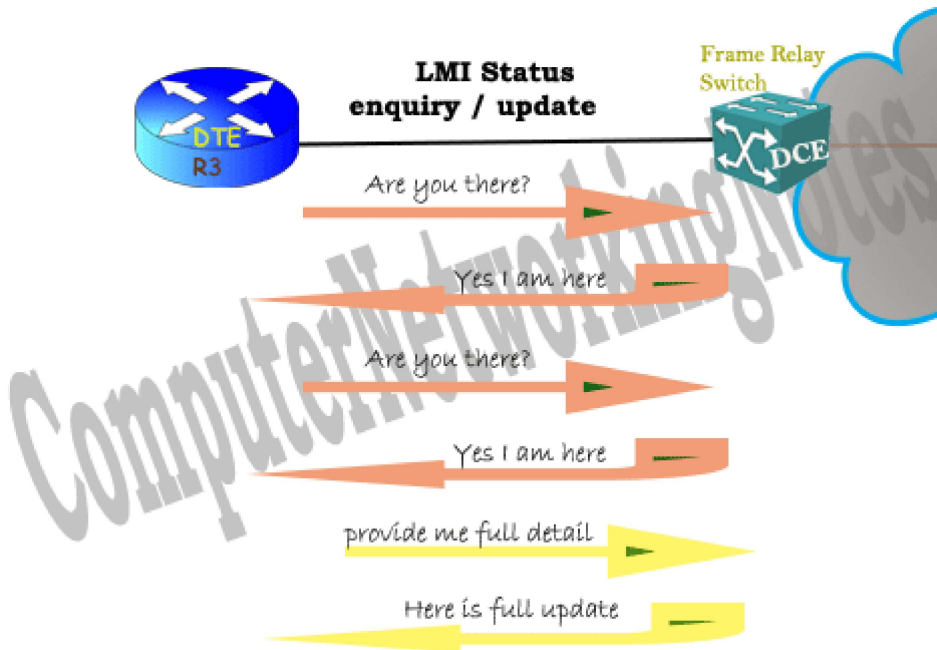 LMI Status
enquiry / update
Frame Relay
Switch
DTE
R3
DCE
Are you there?
Yes I am here
Are you there?
Yes I am here
provide me full detail
Here is full update
ComputerNetworkingNotes